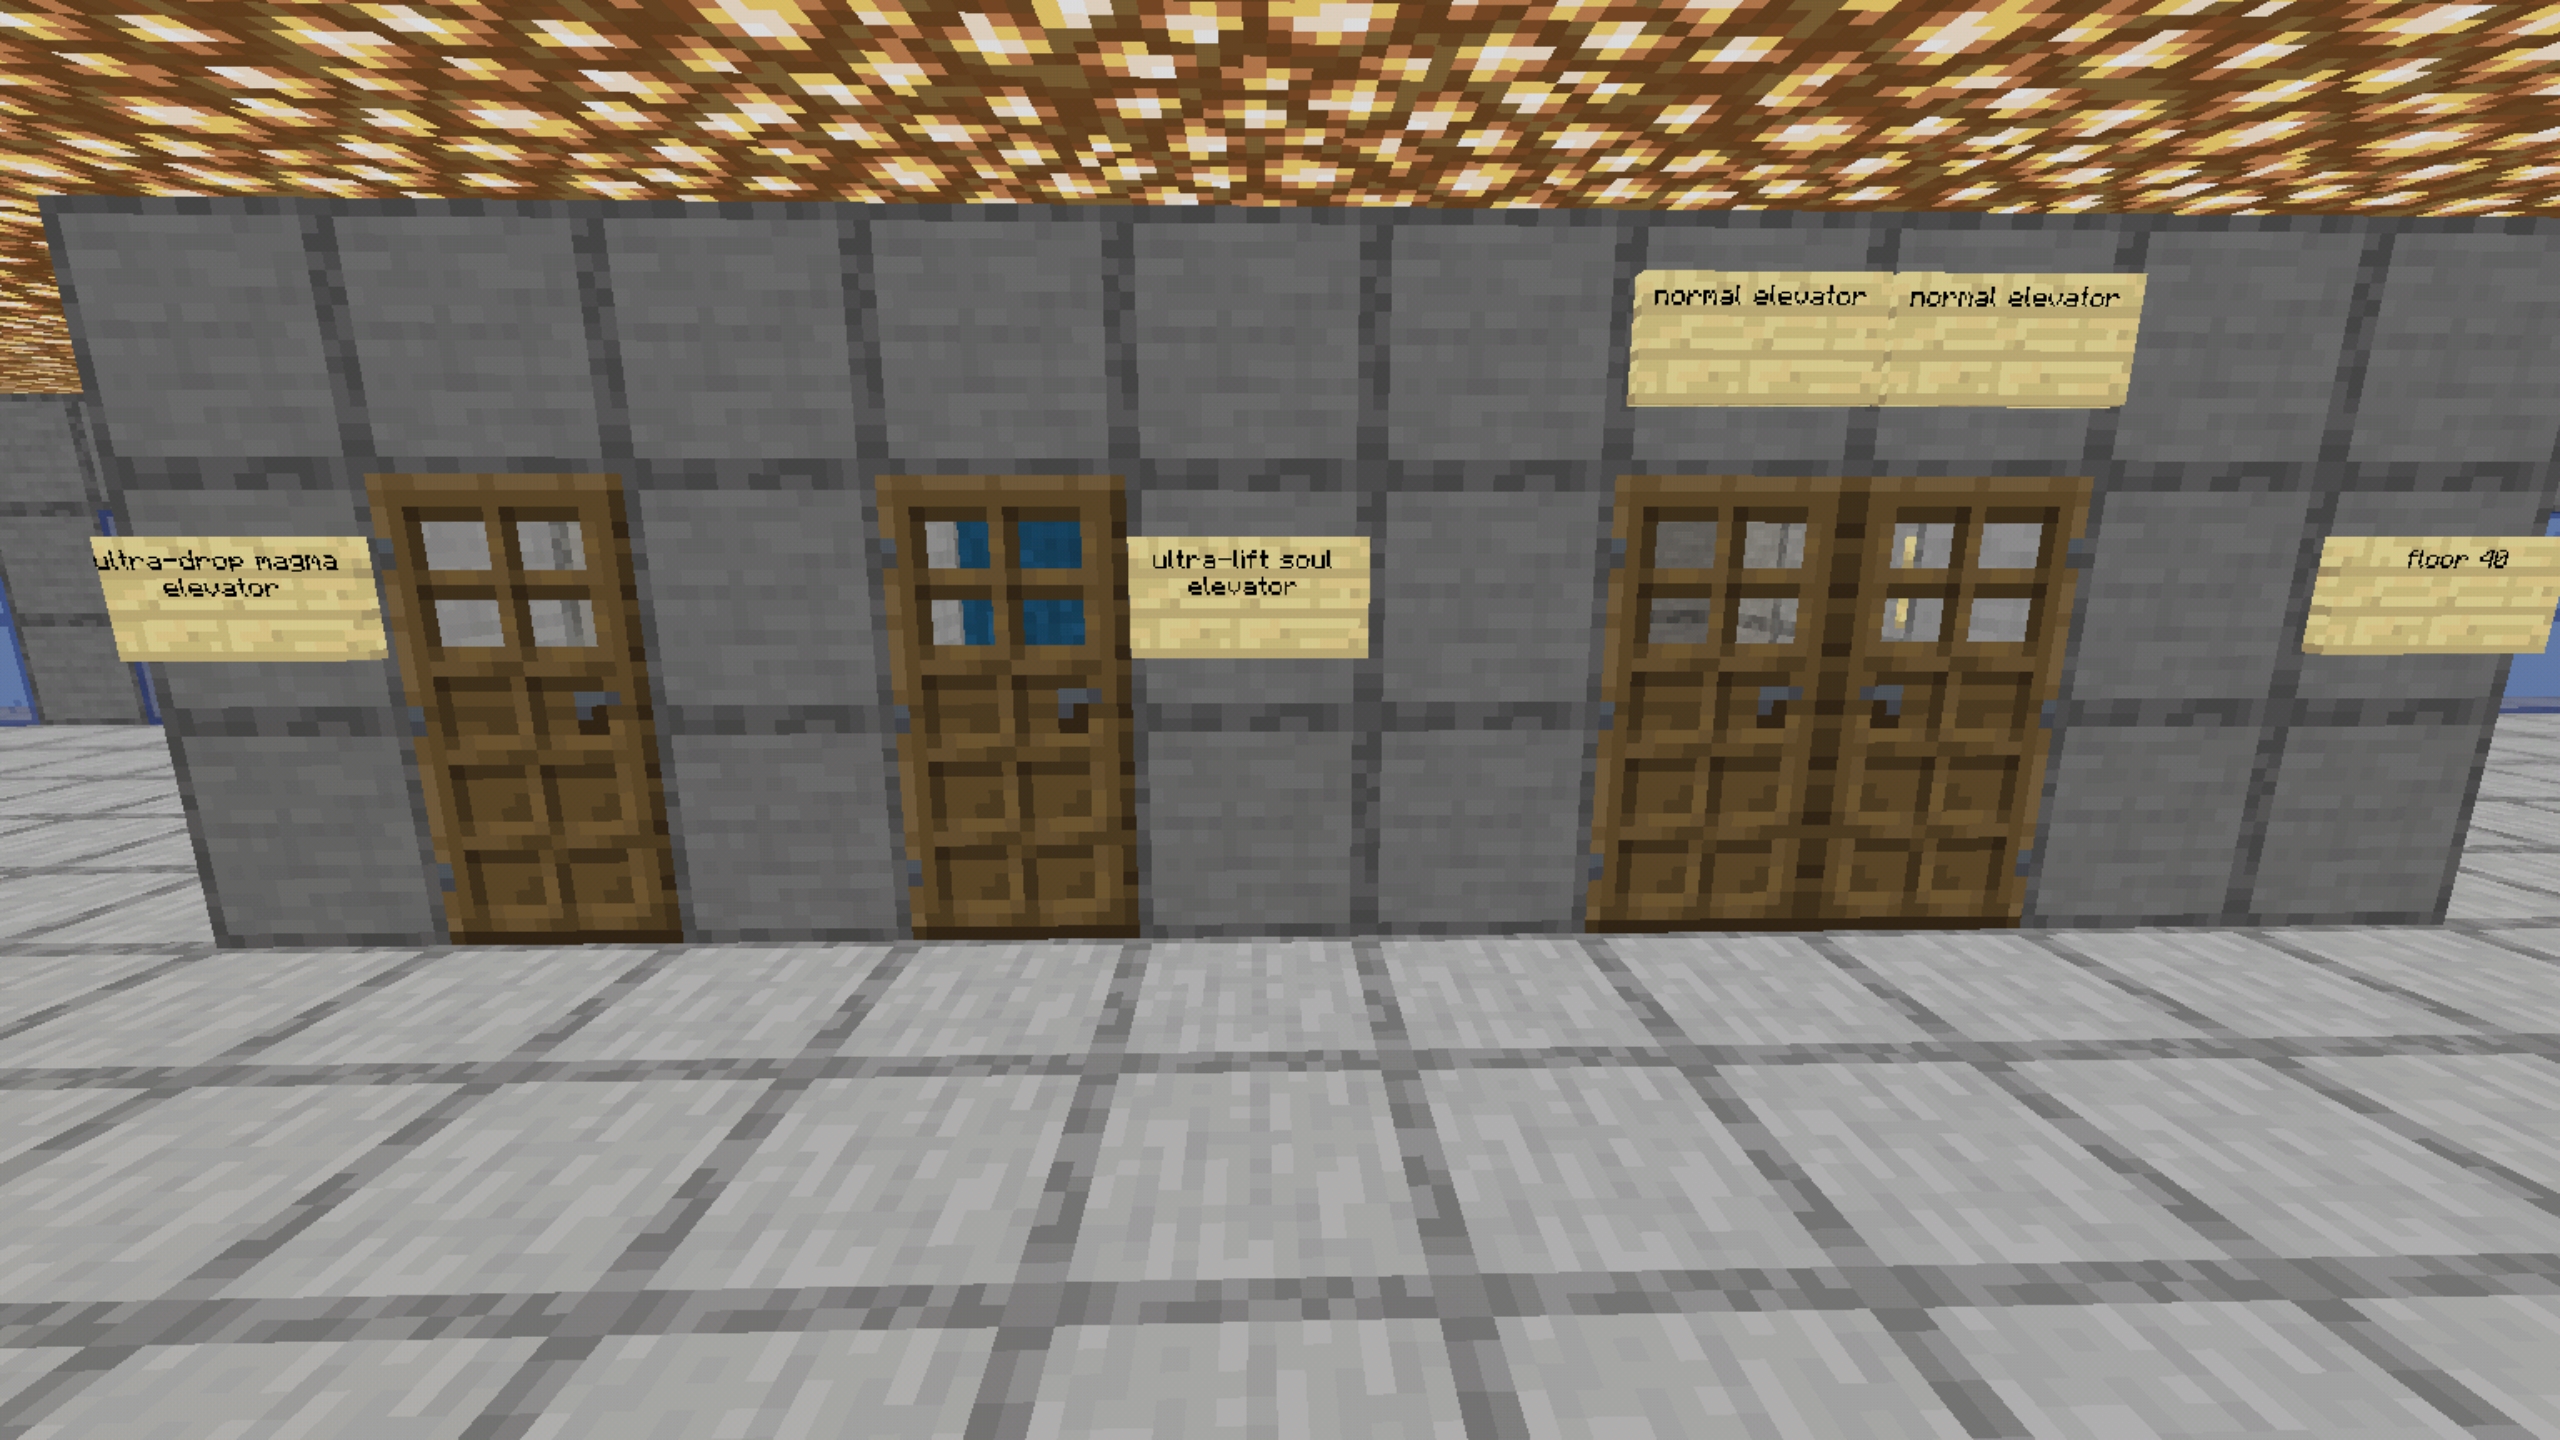 ultra-drop magma
elevator
ultra-lift soul
elevator
normal elevator
normal elevator
floor 40